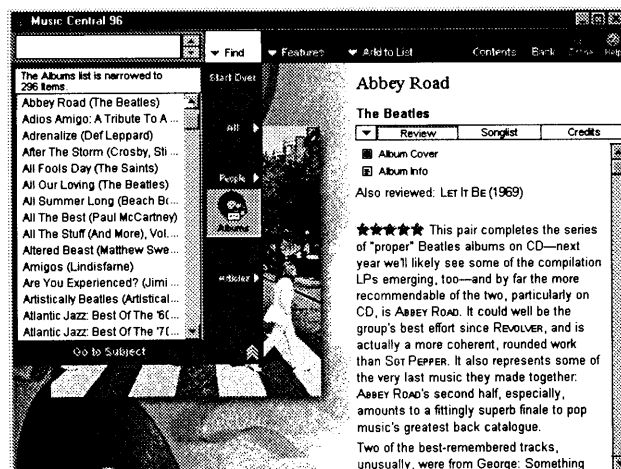 Music Central 96
Find
Features
Add to List
Contents
Back
Help
The Albums list is narrowed to
296 items.
Start Over
All
People
Albums
Articles
Abbey Road (The Beatles)
Adios Amigo: A Tribute To A ...
Adrenalize (Def Leppard)
After The Storm (Crosby, Sti ...
All Fools Day (The Saints)
All Our Loving (The Beatles)
All Summer Long (Beach Bo...
All The Best (Paul McCartney)
All The Stuff (And More), Vol....
Altered Beast (Matthew Swe...
Amigos (Lindisfarne)
Are You Experienced? (Jimi ...
Artistically Beatles (Artistical...
Atlantic Jazz: Best Of The '60...
Atlantic Jazz: Best Of The '70...
Go to Subject
Abbey Road
The Beatles
Review
Songlist
Credits
Album Cover
Album Info
Also reviewed: LET IT BE (1969)
★★★★★ This pair completes the series
of "proper" Beatles albums on CD—next
year we'll likely see some of the compilation
LPs emerging, too—and by far the more
recommendable of the two, particularly on
CD, is ABBEY ROAD. It could well be the
group's best effort since REVOLVER, and is
actually a more coherent, rounded work
than SGT PEPPER. It also represents some of
the very last music they made together:
ABBEY ROAD's second half, especially,
amounts to a fittingly superb finale to pop
music's greatest back catalogue.
Two of the best-remembered tracks,
unusually, were from George: Something